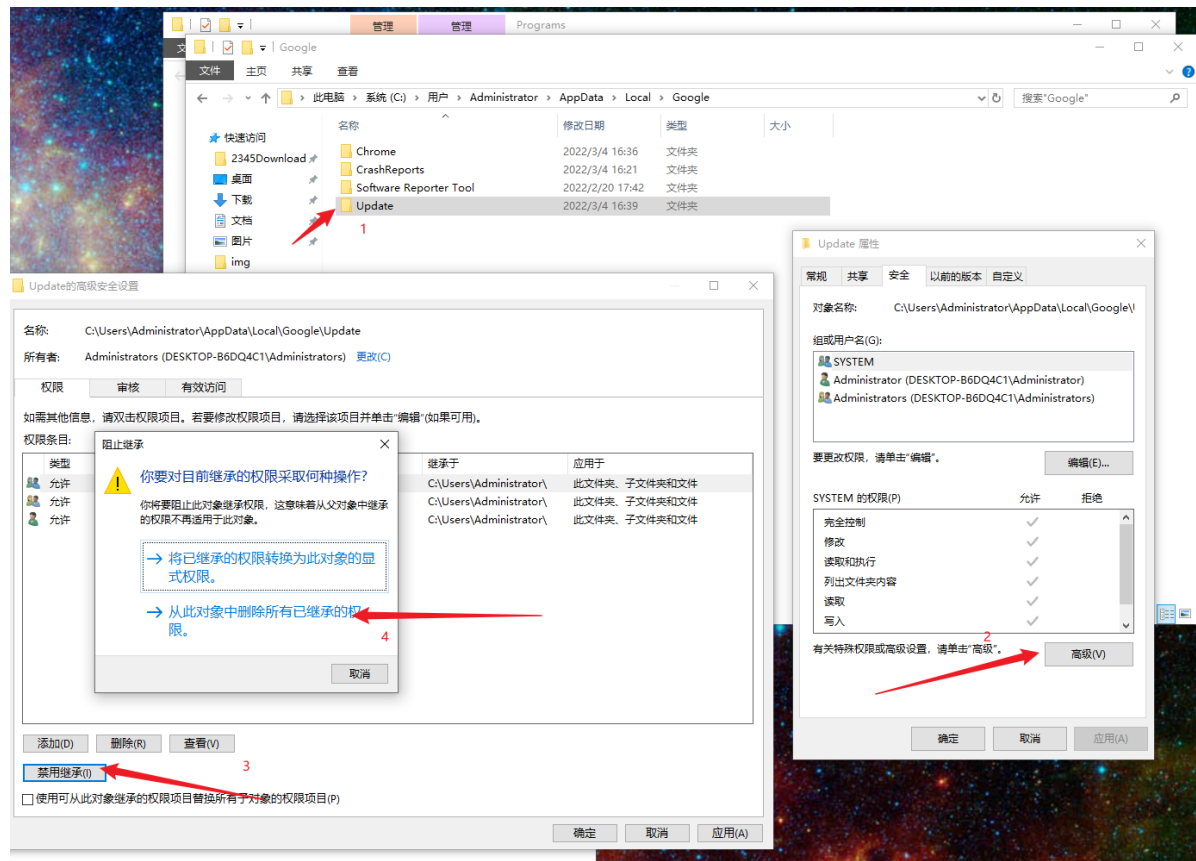 管理
管理
Programs
文
Google
文件
主页
共享
查看
此电脑 › 系统 (C:) › 用户 › Administrator › AppData › Local › Google
搜索"Google"
名称
修改日期
类型
大小
快速访问
2345Download
桌面
下载
文档
图片
img
Chrome 2022/3/4 16:36 文件夹
CrashReports 2022/3/4 16:21 文件夹
Software Reporter Tool 2022/2/20 17:42 文件夹
Update 2022/3/4 16:39 文件夹
1
Update 属性
常规
共享
安全
以前的版本
自定义
对象名称: C:\Users\Administrator\AppData\Local\Google\
组或用户名(G):
SYSTEM
Administrator (DESKTOP-B6DQ4C1\Administrator)
Administrators (DESKTOP-B6DQ4C1\Administrators)
要更改权限，请单击"编辑"。
编辑(E)...
SYSTEM 的权限(P) 允许 拒绝
完全控制
修改
读取和执行
列出文件夹内容
读取
写入
2
有关特殊权限或高级设置，请单击"高级"。
高级(V)
确定
取消
应用(A)
Update的高级安全设置
名称: C:\Users\Administrator\AppData\Local\Google\Update
所有者: Administrators (DESKTOP-B6DQ4C1\Administrators) 更改(C)
权限
审核
有效访问
如需其他信息，请双击权限项目。若要修改权限项目，请选择该项目并单击"编辑"(如果可用)。
权限条目:
类型 继承于 应用于
允许 C:\Users\Administrator\ 此文件夹、子文件夹和文件
允许 C:\Users\Administrator\ 此文件夹、子文件夹和文件
允许 C:\Users\Administrator\ 此文件夹、子文件夹和文件
阻止继承
你要对目前继承的权限采取何种操作?
你将要阻止此对象继承权限，这意味着从父对象中继承
的权限不再适用于此对象。
将已继承的权限转换为此对象的显
式权限。
从此对象中删除所有已继承的权
限。
4
取消
添加(D)
删除(R)
查看(V)
禁用继承(I)
3
使用可从此对象继承的权限项目替换所有子对象的权限项目(P)
确定
取消
应用(A)